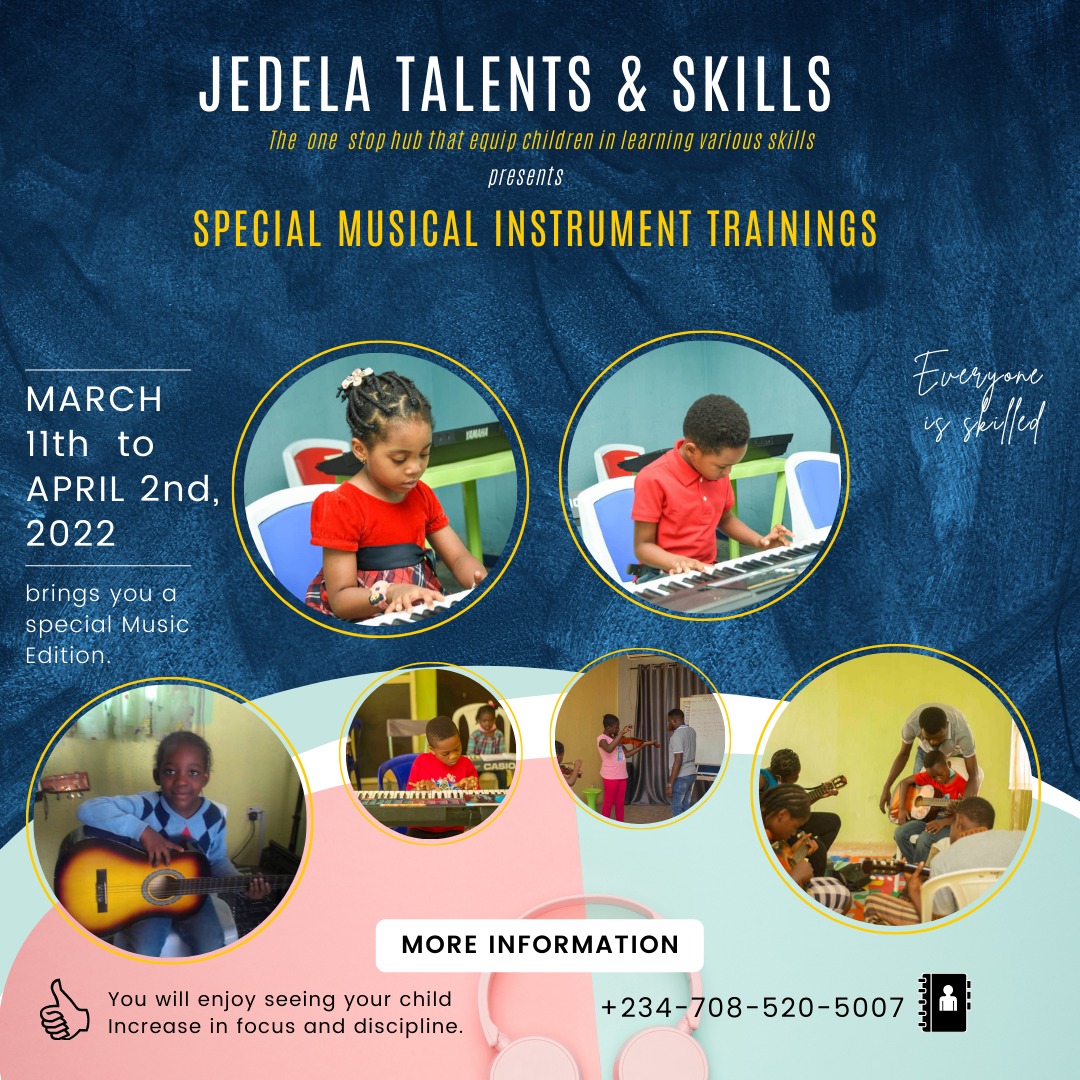 JEDELA TALENTS & SKILLS
The one stop hub that equip children in learning various skills
presents
SPECIAL MUSICAL INSTRUMENT TRAININGS
MARCH
11th to
APRIL 2nd,
2022
brings you a
special Music
Edition.
Everyone
is skilled
YAMAHA
CASIO
MORE INFORMATION
You will enjoy seeing your child
Increase in focus and discipline.
+234-708-520-5007